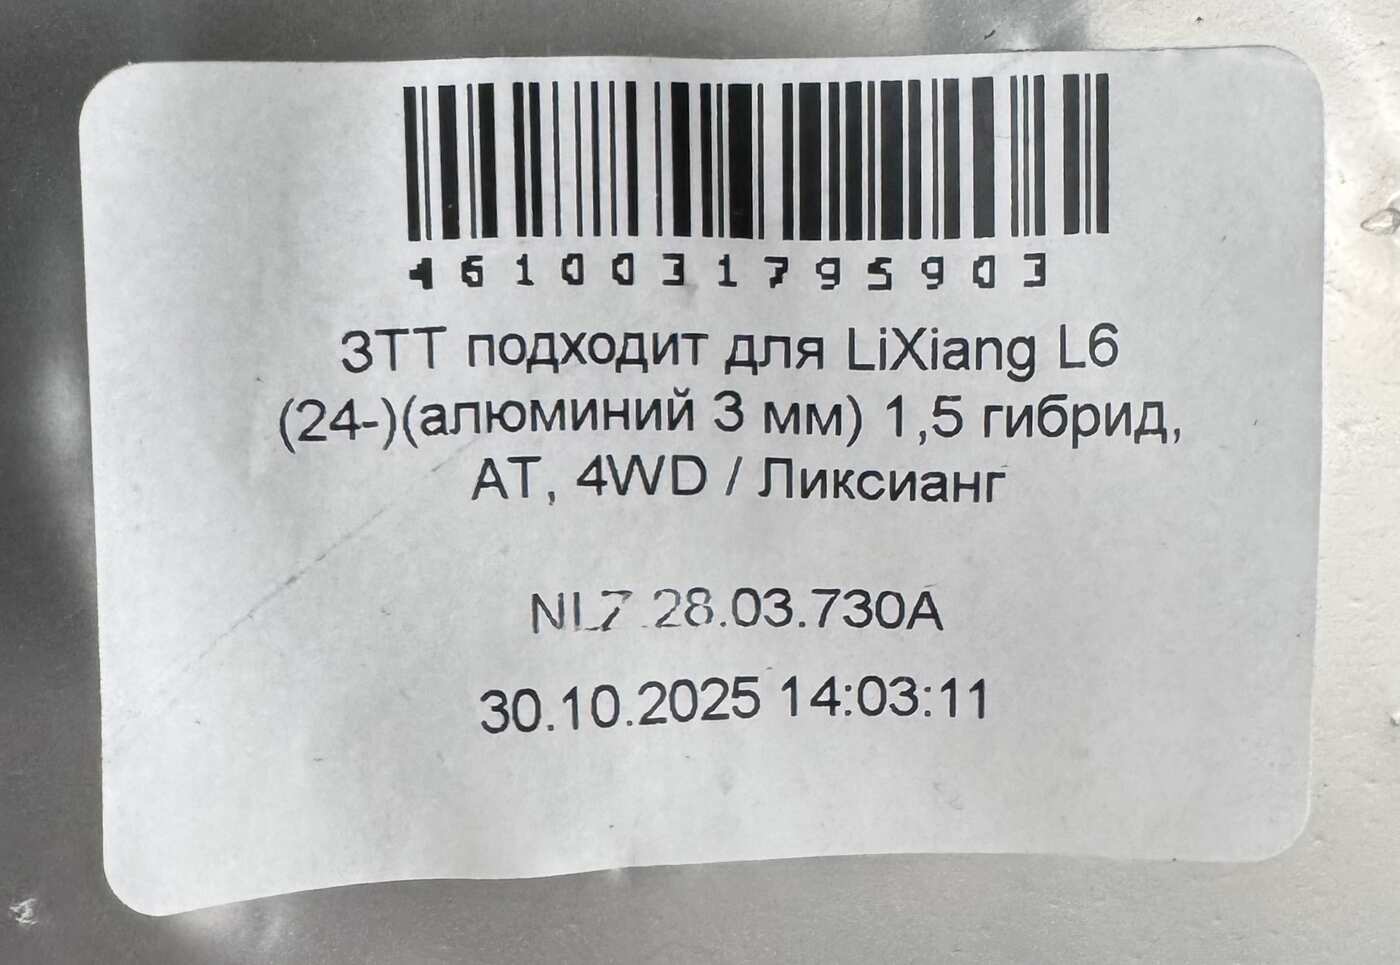 4610031795903
ЗТТ подходит для LiXiang L6
(24-)(алюминий 3 мм) 1,5 гибрид,
AT, 4WD / Ликсианг
NLZ.28.03.730A
30.10.2025 14:03:11